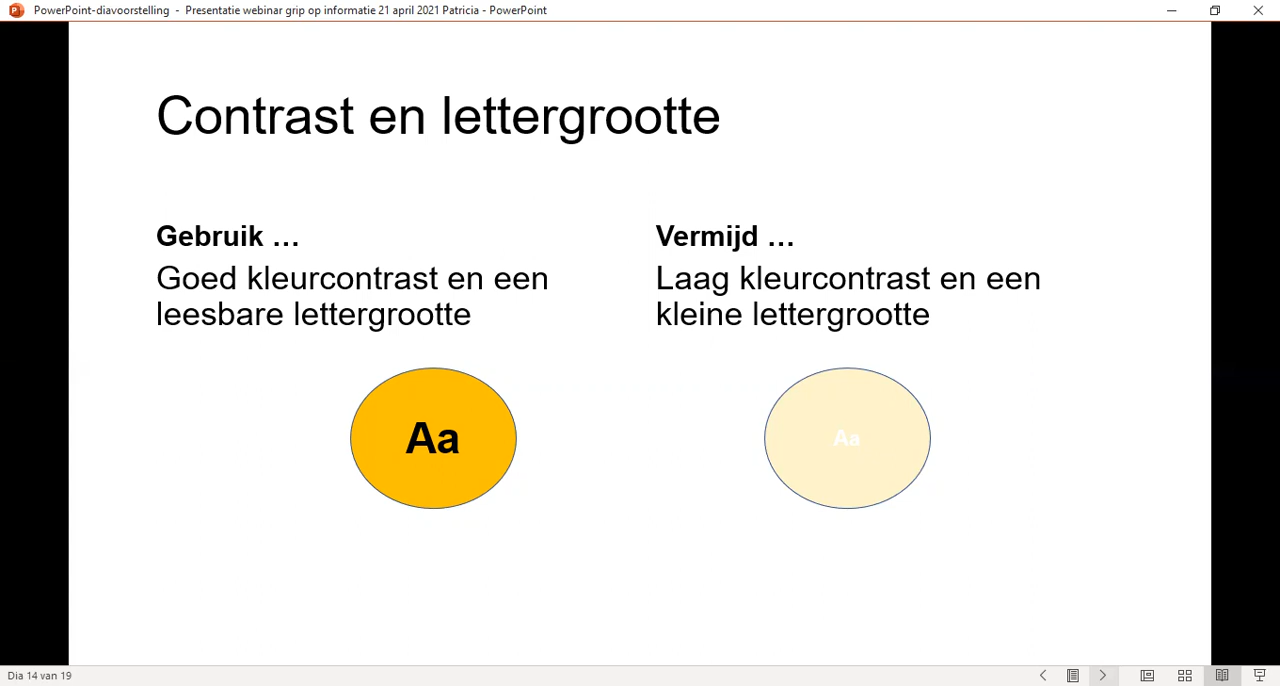 PowerPoint-diavoorstelling - Presentatie webinar grip op informatie 21 april 2021 Patricia - PowerPoint
Contrast en lettergrootte
Gebruik …
Goed kleurcontrast en een
leesbare lettergrootte
Aa
Vermijd …
Laag kleurcontrast en een
kleine lettergrootte
Aa
Dia 14 van 19